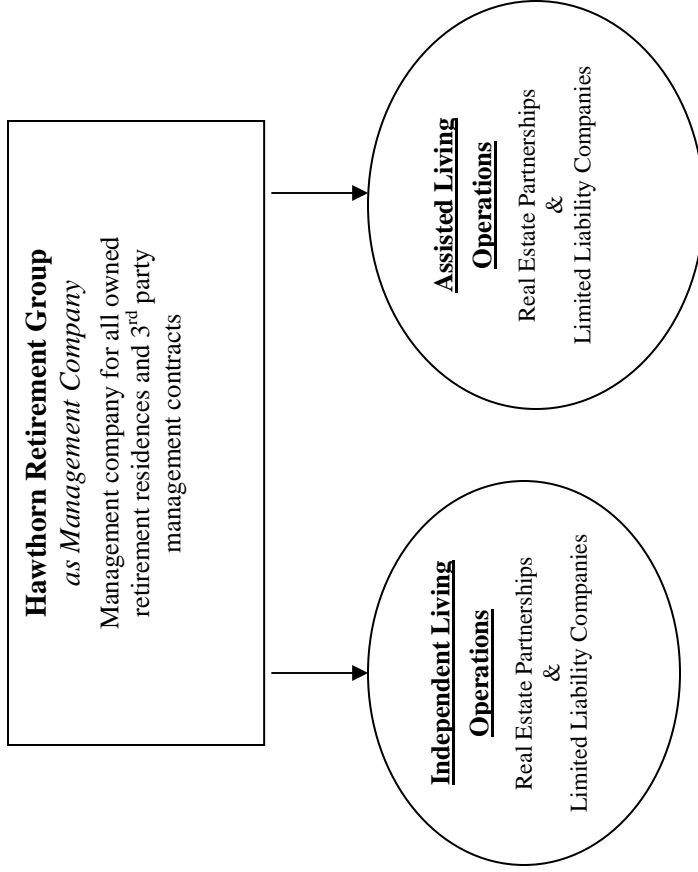 Hawthorn Retirement Group
as Management Company
Management company for all owned
retirement residences and 3rd party
management contracts
Independent Living
Operations
Real Estate Partnerships
&
Limited Liability Companies
Assisted Living
Operations
Real Estate Partnerships
&
Limited Liability Companies